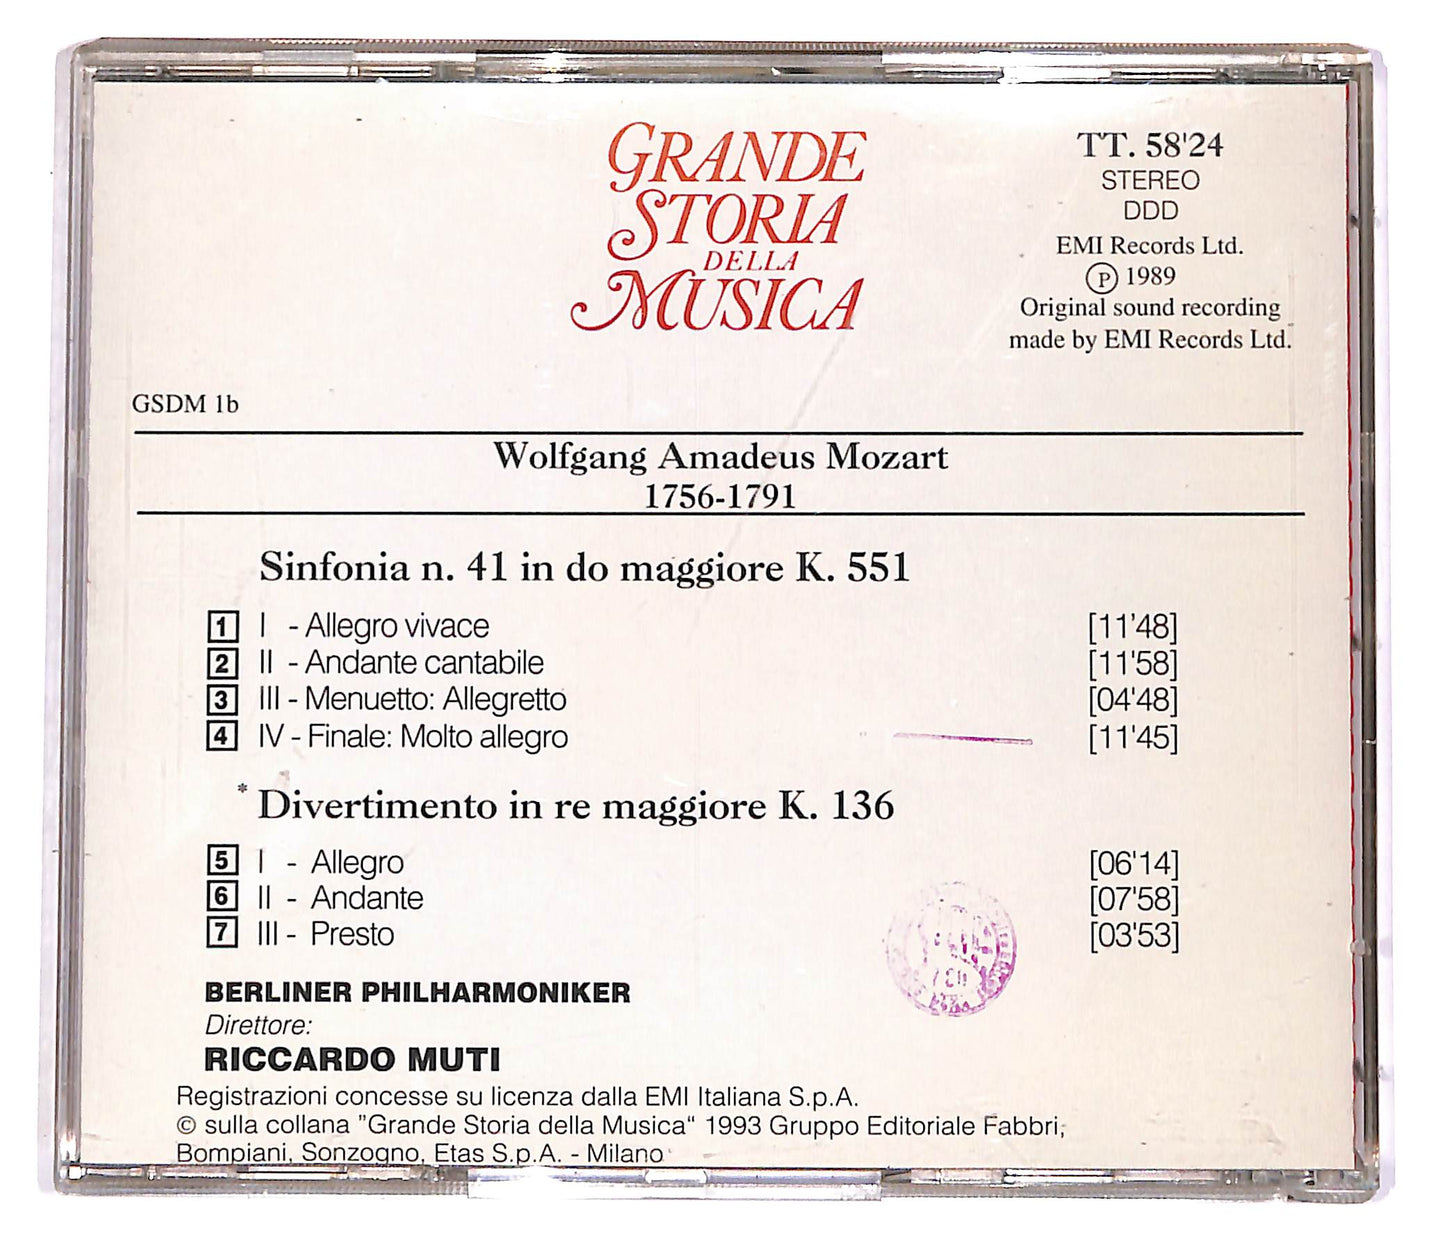 GRANDE
STORIA
DELLA
MUSICA
TT. 58'24
STEREO
DDD
EMI Records Ltd.
Ⓟ 1989
Original sound recording
made by EMI Records Ltd.
GSDM 1b
Wolfgang Amadeus Mozart
1756-1791
Sinfonia n. 41 in do maggiore K. 551
1 I - Allegro vivace [11'48]
2 II - Andante cantabile [11'58]
3 III - Menuetto: Allegretto [04'48]
4 IV - Finale: Molto allegro [11'45]
* Divertimento in re maggiore K. 136
5 I - Allegro [06'14]
6 II - Andante [07'58]
7 III - Presto [03'53]
BERLINER PHILHARMONIKER
Direttore:
RICCARDO MUTI
Registrazioni concesse su licenza dalla EMI Italiana S.p.A.
© sulla collana "Grande Storia della Musica" 1993 Gruppo Editoriale Fabbri,
Bompiani, Sonzogno, Etas S.p.A. - Milano